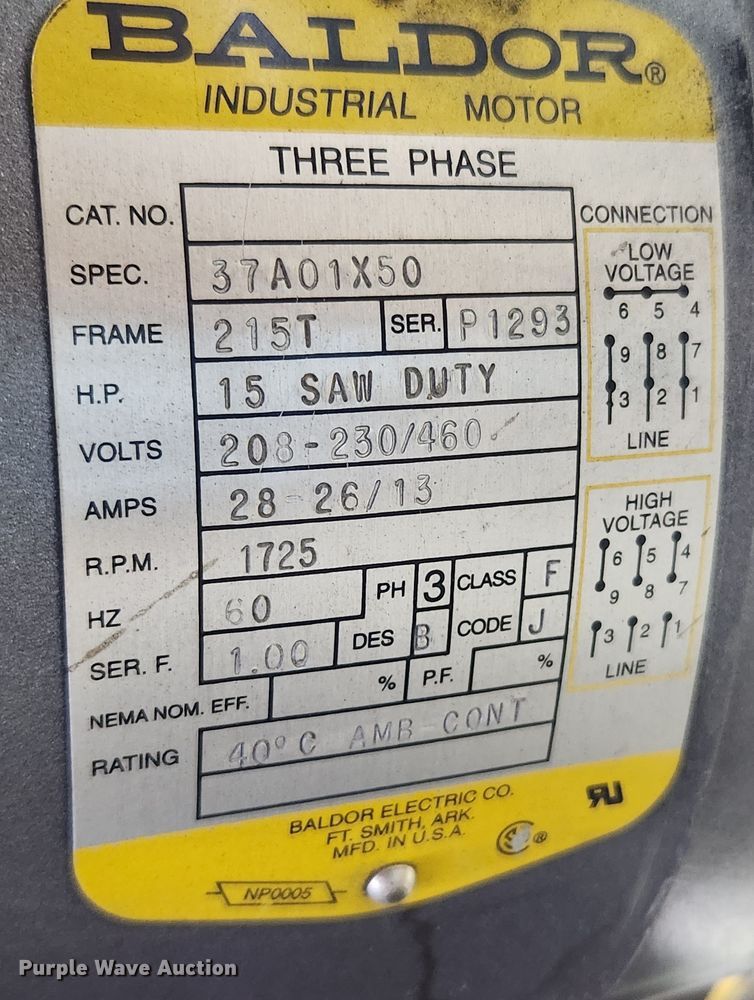 BALDOR®
INDUSTRIAL MOTOR
THREE PHASE
CAT. NO.
SPEC. 37A01X50
FRAME 215T SER. P1293
H.P. 15 SAW DUTY
VOLTS 208-230/460
AMPS 28-26/13
R.P.M. 1725
HZ 60 PH 3 CLASS F
SER. F. 1.00 DES B CODE J
NEMA NOM. EFF. % P.F. %
RATING 40°C AMB-CONT
CONNECTION
LOW
VOLTAGE
6 5 4
9 8 7
3 2 1
LINE
HIGH
VOLTAGE
6 5 4
9 8 7
3 2 1
LINE
BALDOR ELECTRIC CO.
FT. SMITH, ARK.
MFD. IN U.S.A.
NP0005
Purple Wave Auction